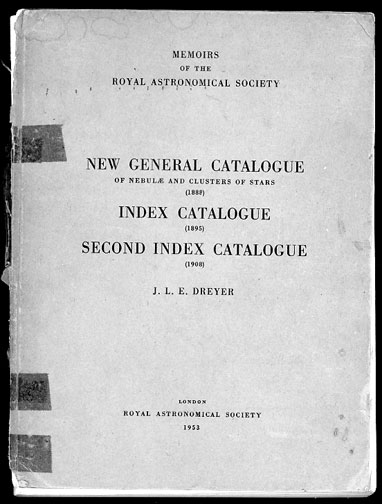 MEMOIRS
OF THE
ROYAL ASTRONOMICAL SOCIETY
NEW GENERAL CATALOGUE
OF NEBULÆ AND CLUSTERS OF STARS
(1888)
INDEX CATALOGUE
(1895)
SECOND INDEX CATALOGUE
(1908)
J. L. E. DREYER
LONDON
ROYAL ASTRONOMICAL SOCIETY
1953